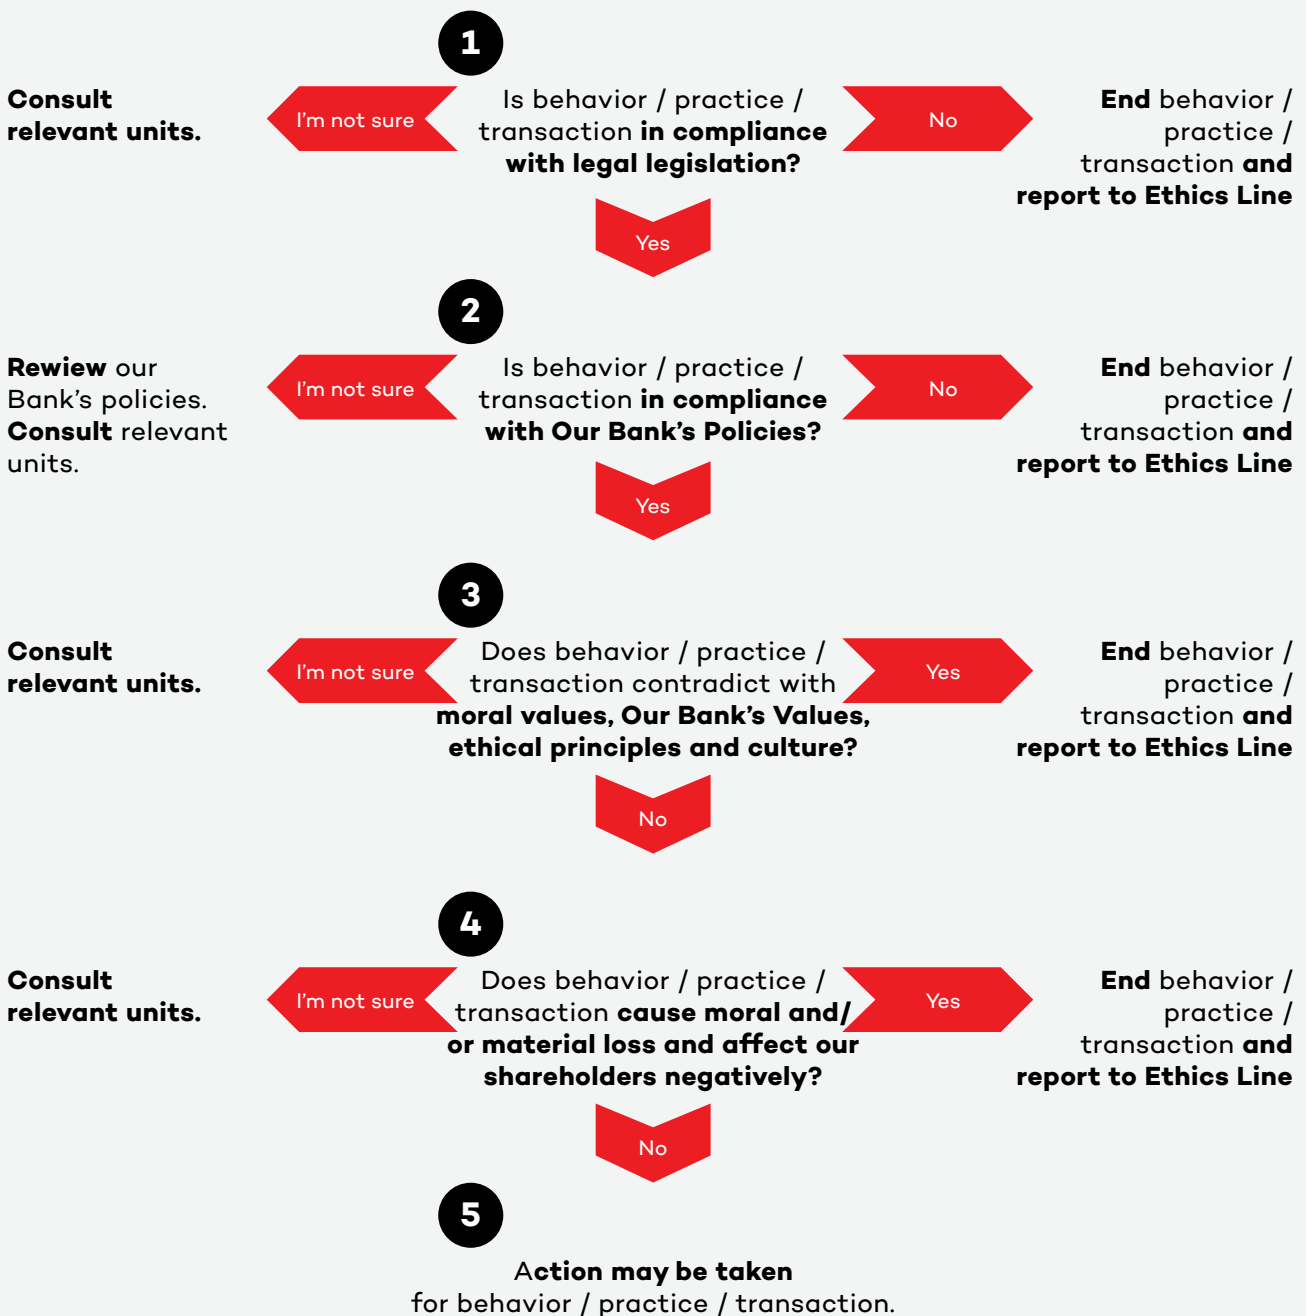 1
Consult
relevant units.
I'm not sure
Is behavior / practice /
transaction in compliance
with legal legislation?
No
End behavior /
practice /
transaction and
report to Ethics Line
Yes
2
Rewiew our
Bank's policies.
Consult relevant
units.
I'm not sure
Is behavior / practice /
transaction in compliance
with Our Bank's Policies?
No
End behavior /
practice /
transaction and
report to Ethics Line
Yes
3
Consult
relevant units.
I'm not sure
Does behavior / practice /
transaction contradict with
moral values, Our Bank's Values,
ethical principles and culture?
Yes
End behavior /
practice /
transaction and
report to Ethics Line
No
4
Consult
relevant units.
I'm not sure
Does behavior / practice /
transaction cause moral and/
or material loss and affect our
shareholders negatively?
Yes
End behavior /
practice /
transaction and
report to Ethics Line
No
5
Action may be taken
for behavior / practice / transaction.